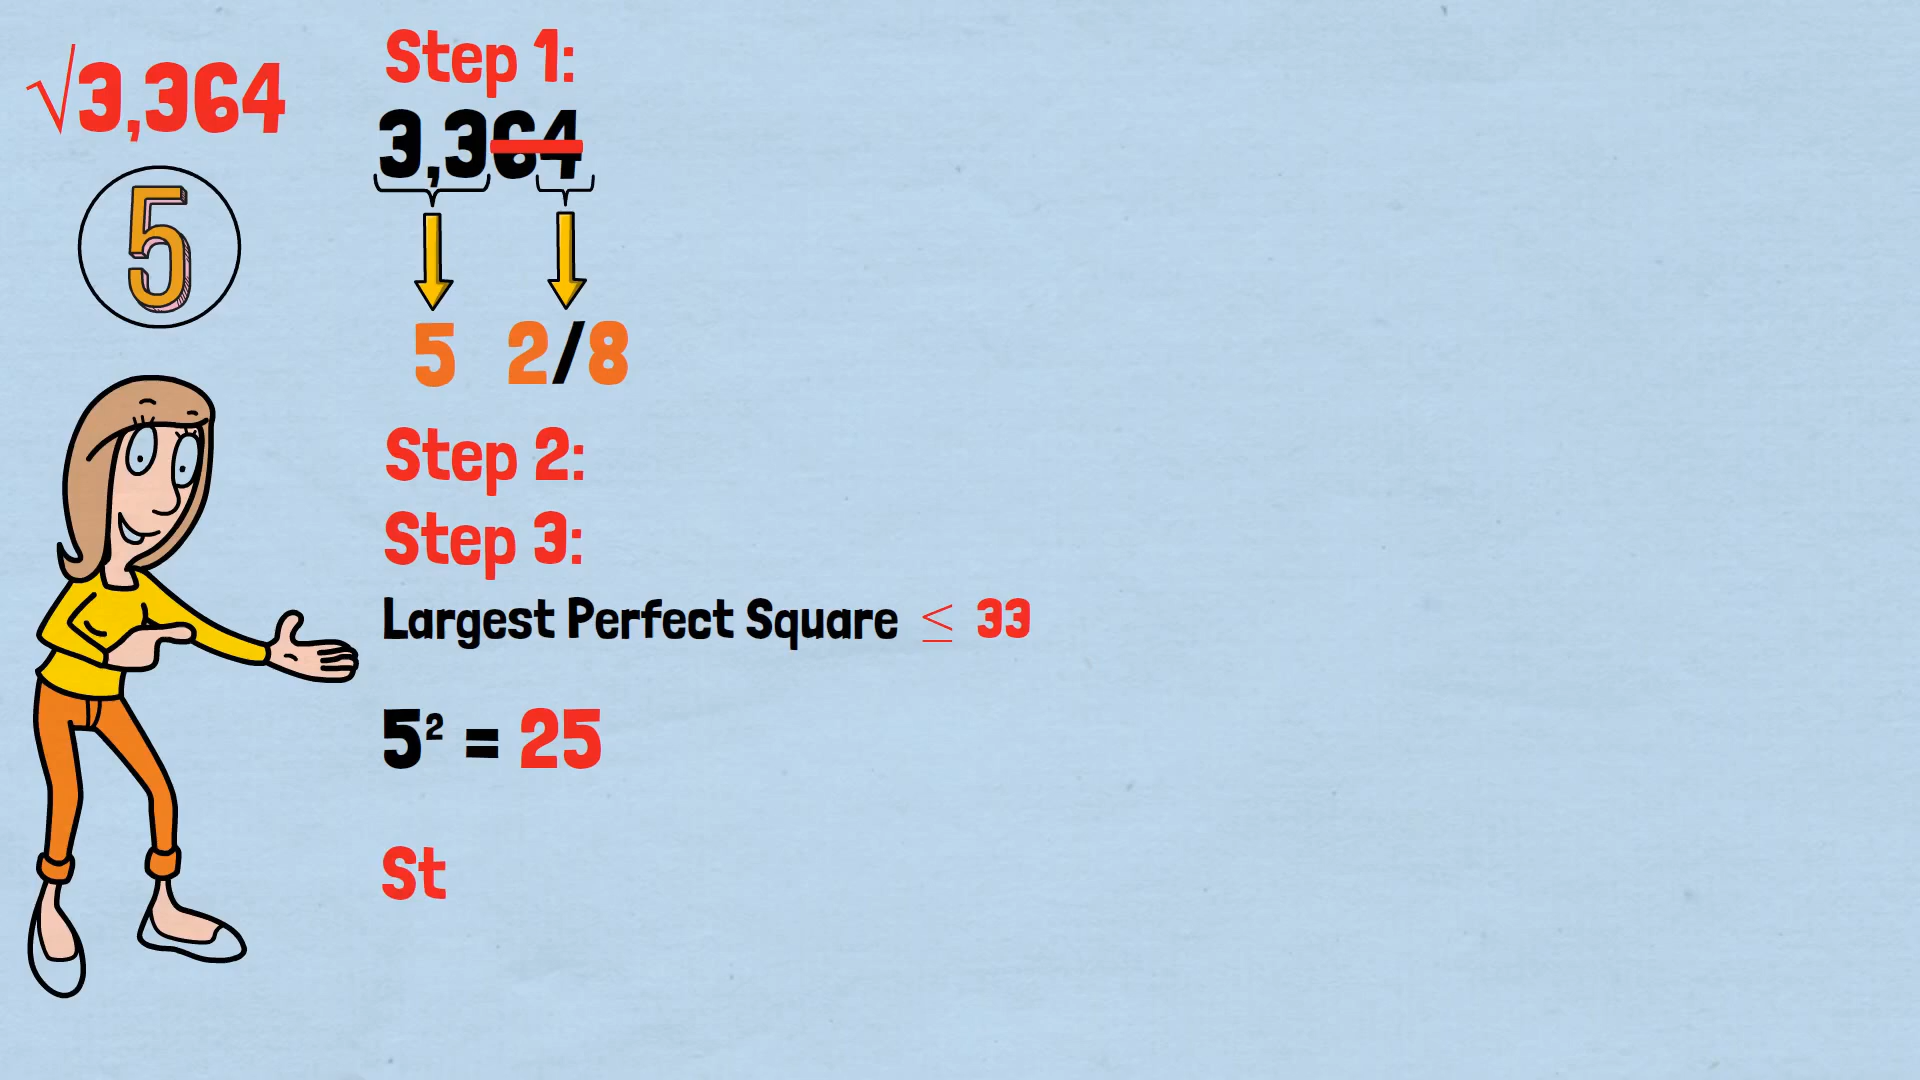 √3,364
5
Step 1:
3,364
5 2/8
Step 2:
Step 3:
Largest Perfect Square ≤ 33
5² = 25
St